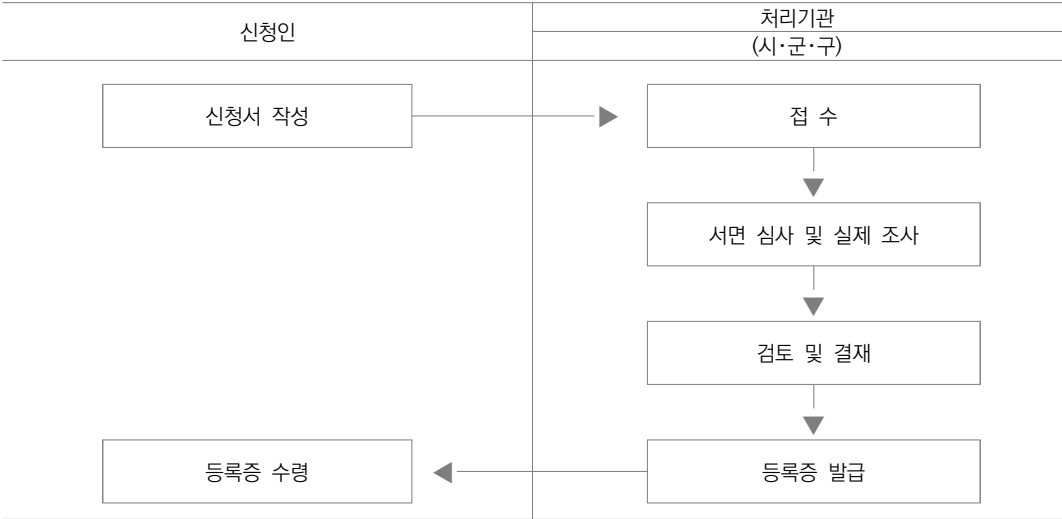 신청인
처리기관
(시·군·구)
신청서 작성
접 수
서면 심사 및 실제 조사
검토 및 결재
등록증 수령
등록증 발급